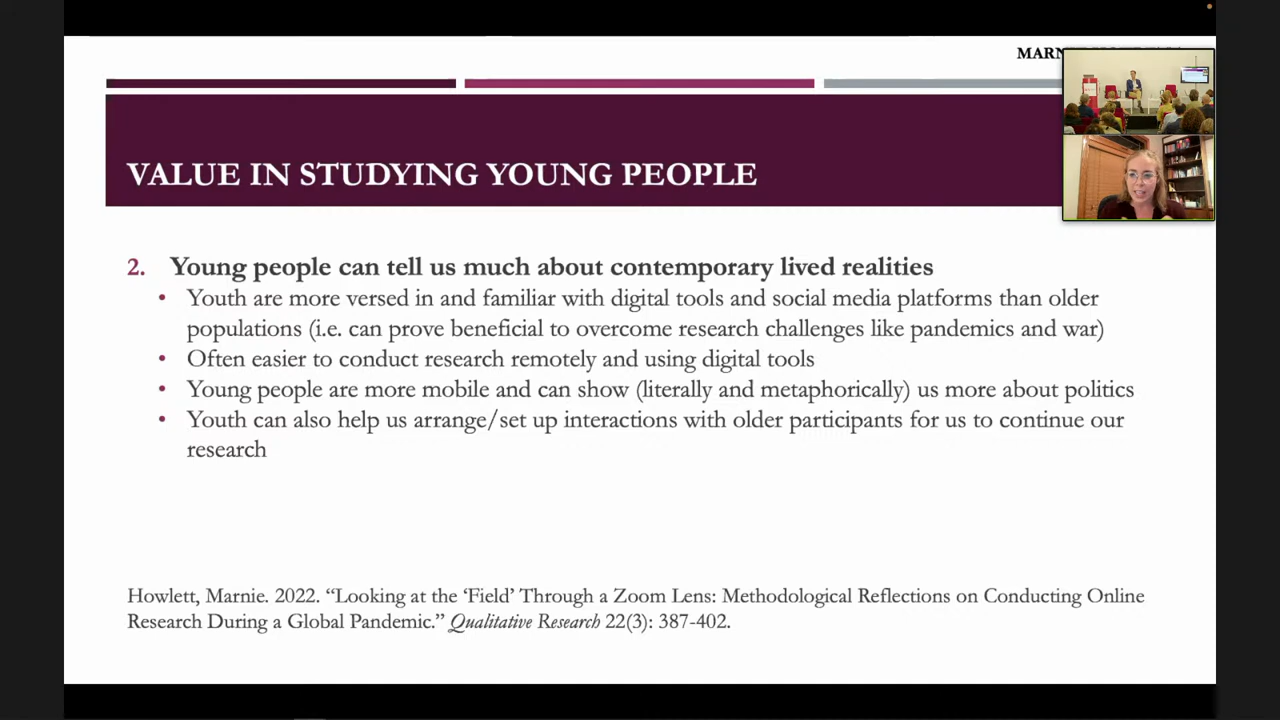 VALUE IN STUDYING YOUNG PEOPLE
2. Young people can tell us much about contemporary lived realities
• Youth are more versed in and familiar with digital tools and social media platforms than older
populations (i.e. can prove beneficial to overcome research challenges like pandemics and war)
• Often easier to conduct research remotely and using digital tools
• Young people are more mobile and can show (literally and metaphorically) us more about politics
• Youth can also help us arrange/set up interactions with older participants for us to continue our
research
Howlett, Marnie. 2022. “Looking at the ‘Field’ Through a Zoom Lens: Methodological Reflections on Conducting Online
Research During a Global Pandemic.” Qualitative Research 22(3): 387-402.